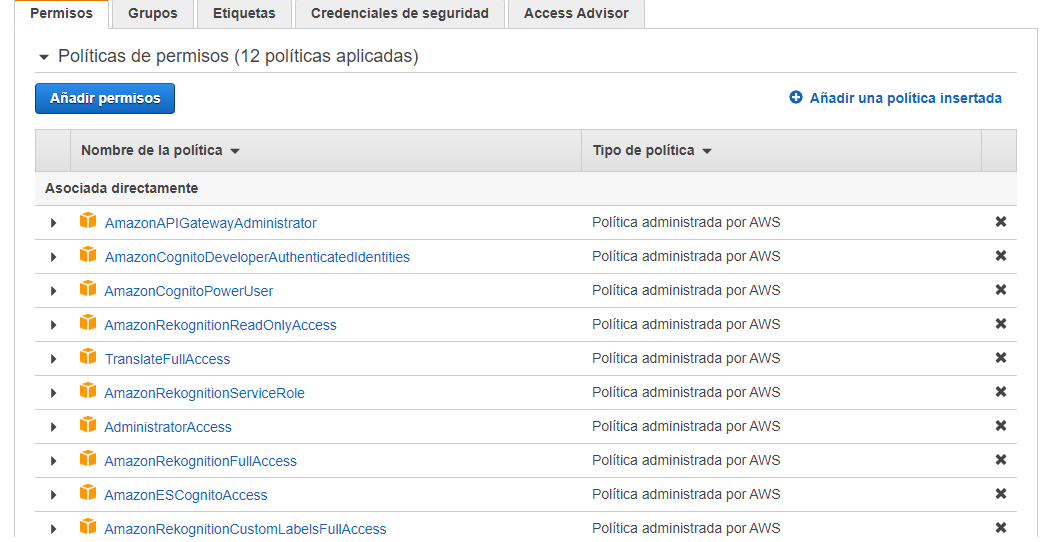 Permisos Grupos Etiquetas Credenciales de seguridad Access Advisor
Políticas de permisos (12 políticas aplicadas)
Añadir permisos Añadir una política insertada
Nombre de la política Tipo de política
Asociada directamente
AmazonAPIGatewayAdministrator Política administrada por AWS
AmazonCognitoDeveloperAuthenticatedIdentities Política administrada por AWS
AmazonCognitoPowerUser Política administrada por AWS
AmazonRekognitionReadOnlyAccess Política administrada por AWS
TranslateFullAccess Política administrada por AWS
AmazonRekognitionServiceRole Política administrada por AWS
AdministratorAccess Política administrada por AWS
AmazonRekognitionFullAccess Política administrada por AWS
AmazonESCognitoAccess Política administrada por AWS
AmazonRekognitionCustomLabelsFullAccess Política administrada por AWS